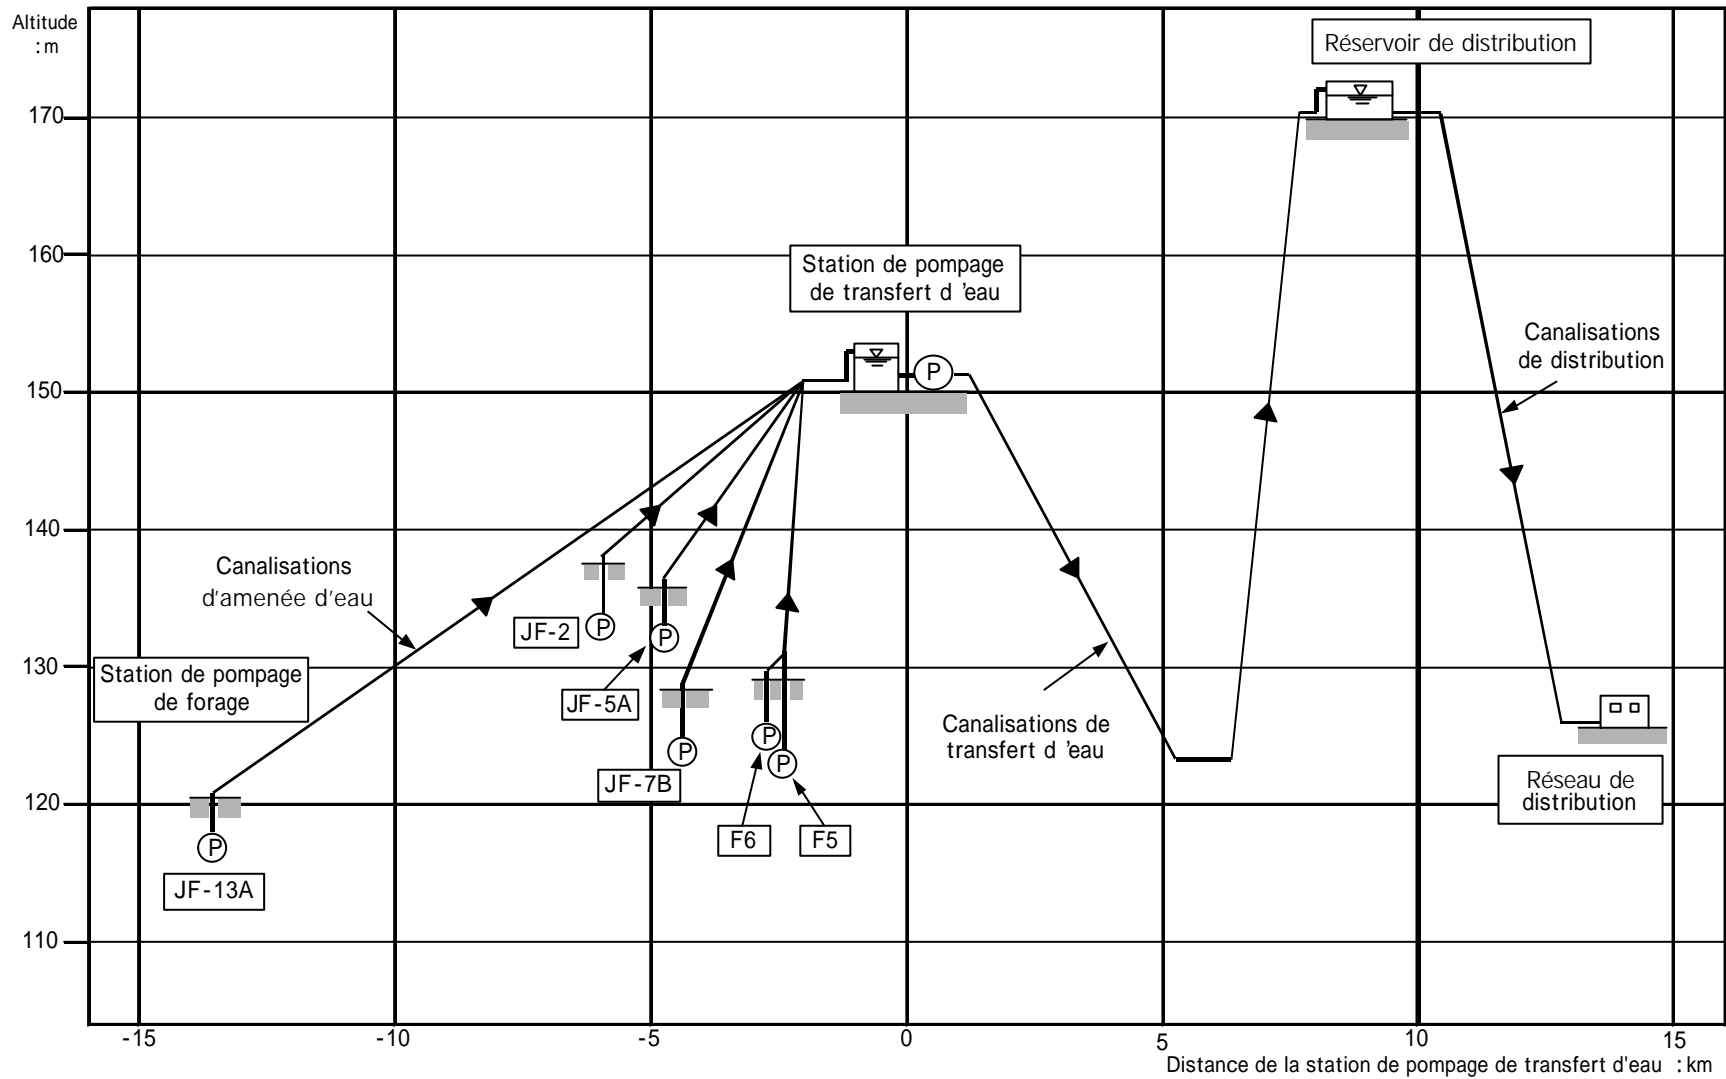 Altitude
: m
Réservoir de distribution
170
160
Station de pompage
de transfert d 'eau
Canalisations
de distribution
P
150
140
Canalisations
d'amenée d'eau
JF-2
P
P
130
Station de pompage
de forage
JF-5A
Canalisations de
transfert d 'eau
P
P
P
JF-7B
Réseau de
distribution
120
F6
F5
P
JF-13A
110
-15
-10
-5
0
5
10
15
Distance de la station de pompage de transfert d'eau : km